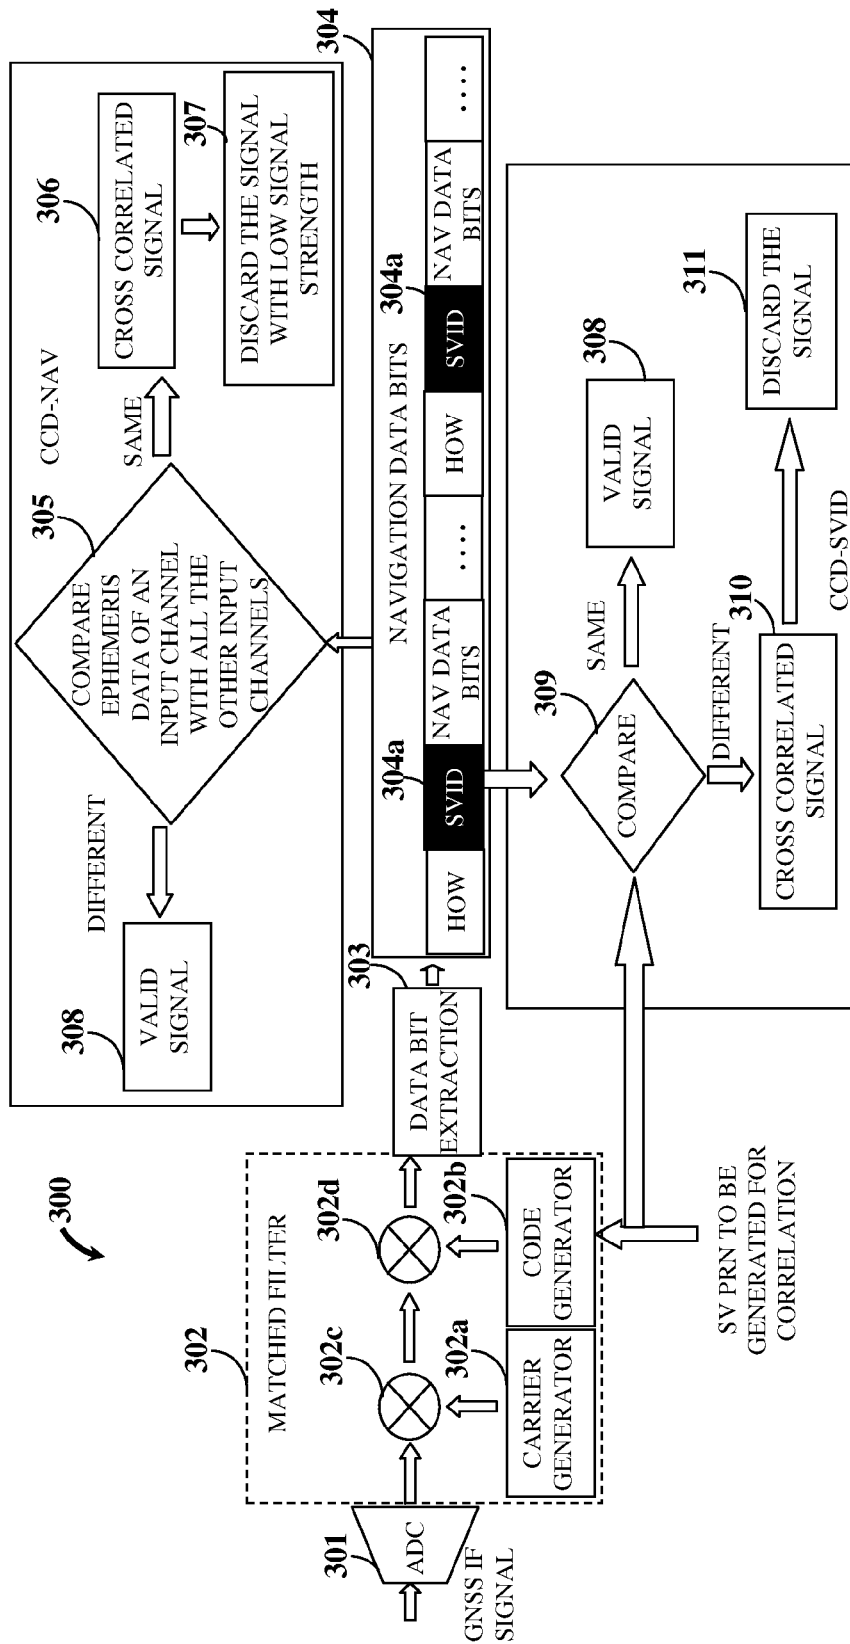 300
GNSS IF
SIGNAL
301
ADC
302
MATCHED FILTER
302c
302d
302a
CARRIER
GENERATOR
302b
CODE
GENERATOR
SV PRN TO BE
GENERATED FOR
CORRELATION
303
DATA BIT
EXTRACTION
304
NAVIGATION DATA BITS
HOW
304a
SVID
NAV DATA
BITS
....
HOW
304a
SVID
NAV DATA
BITS
....
CCD-NAV
305
COMPARE
EPHEMERIS
DATA OF AN
INPUT CHANNEL
WITH ALL THE
OTHER INPUT
CHANNELS
DIFFERENT
308
VALID
SIGNAL
SAME
306
CROSS CORRELATED
SIGNAL
307
DISCARD THE SIGNAL
WITH LOW SIGNAL
STRENGTH
309
COMPARE
SAME
308
VALID
SIGNAL
DIFFERENT
310
CROSS CORRELATED
SIGNAL
311
DISCARD THE
SIGNAL
CCD-SVID